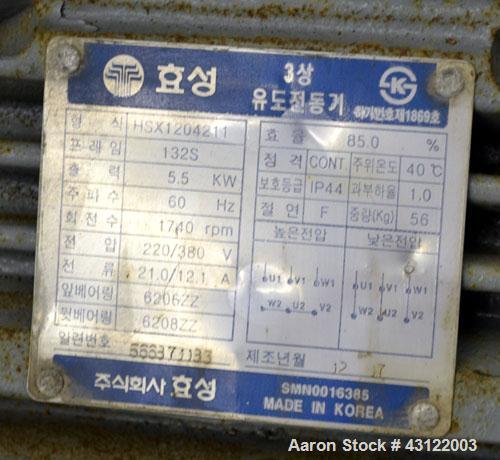 효성
3상
유도전동기
허가번호제1869호
형 식 HSX1204211
프레임 132S
출 력 5.5 KW
주파수 60 Hz
회전수 1740 rpm
전 압 220/380 V
전 류 21.0/12.1 A
앞베어링 6206ZZ
뒷베어링 6208ZZ
일련번호
효 율 85.0 %
정 격 CONT 주위온도 40 ℃
보호등급 IP44 과부하율 1.0
절 연 F 중량(Kg) 56
높은전압 낮은전압
U1 V1 W1 U1 V1 W1
W2 U2 V2 W2 U2 V2
제조년월
주식회사 효성
SMN0016385
MADE IN KOREA
Aaron Stock # 43122003